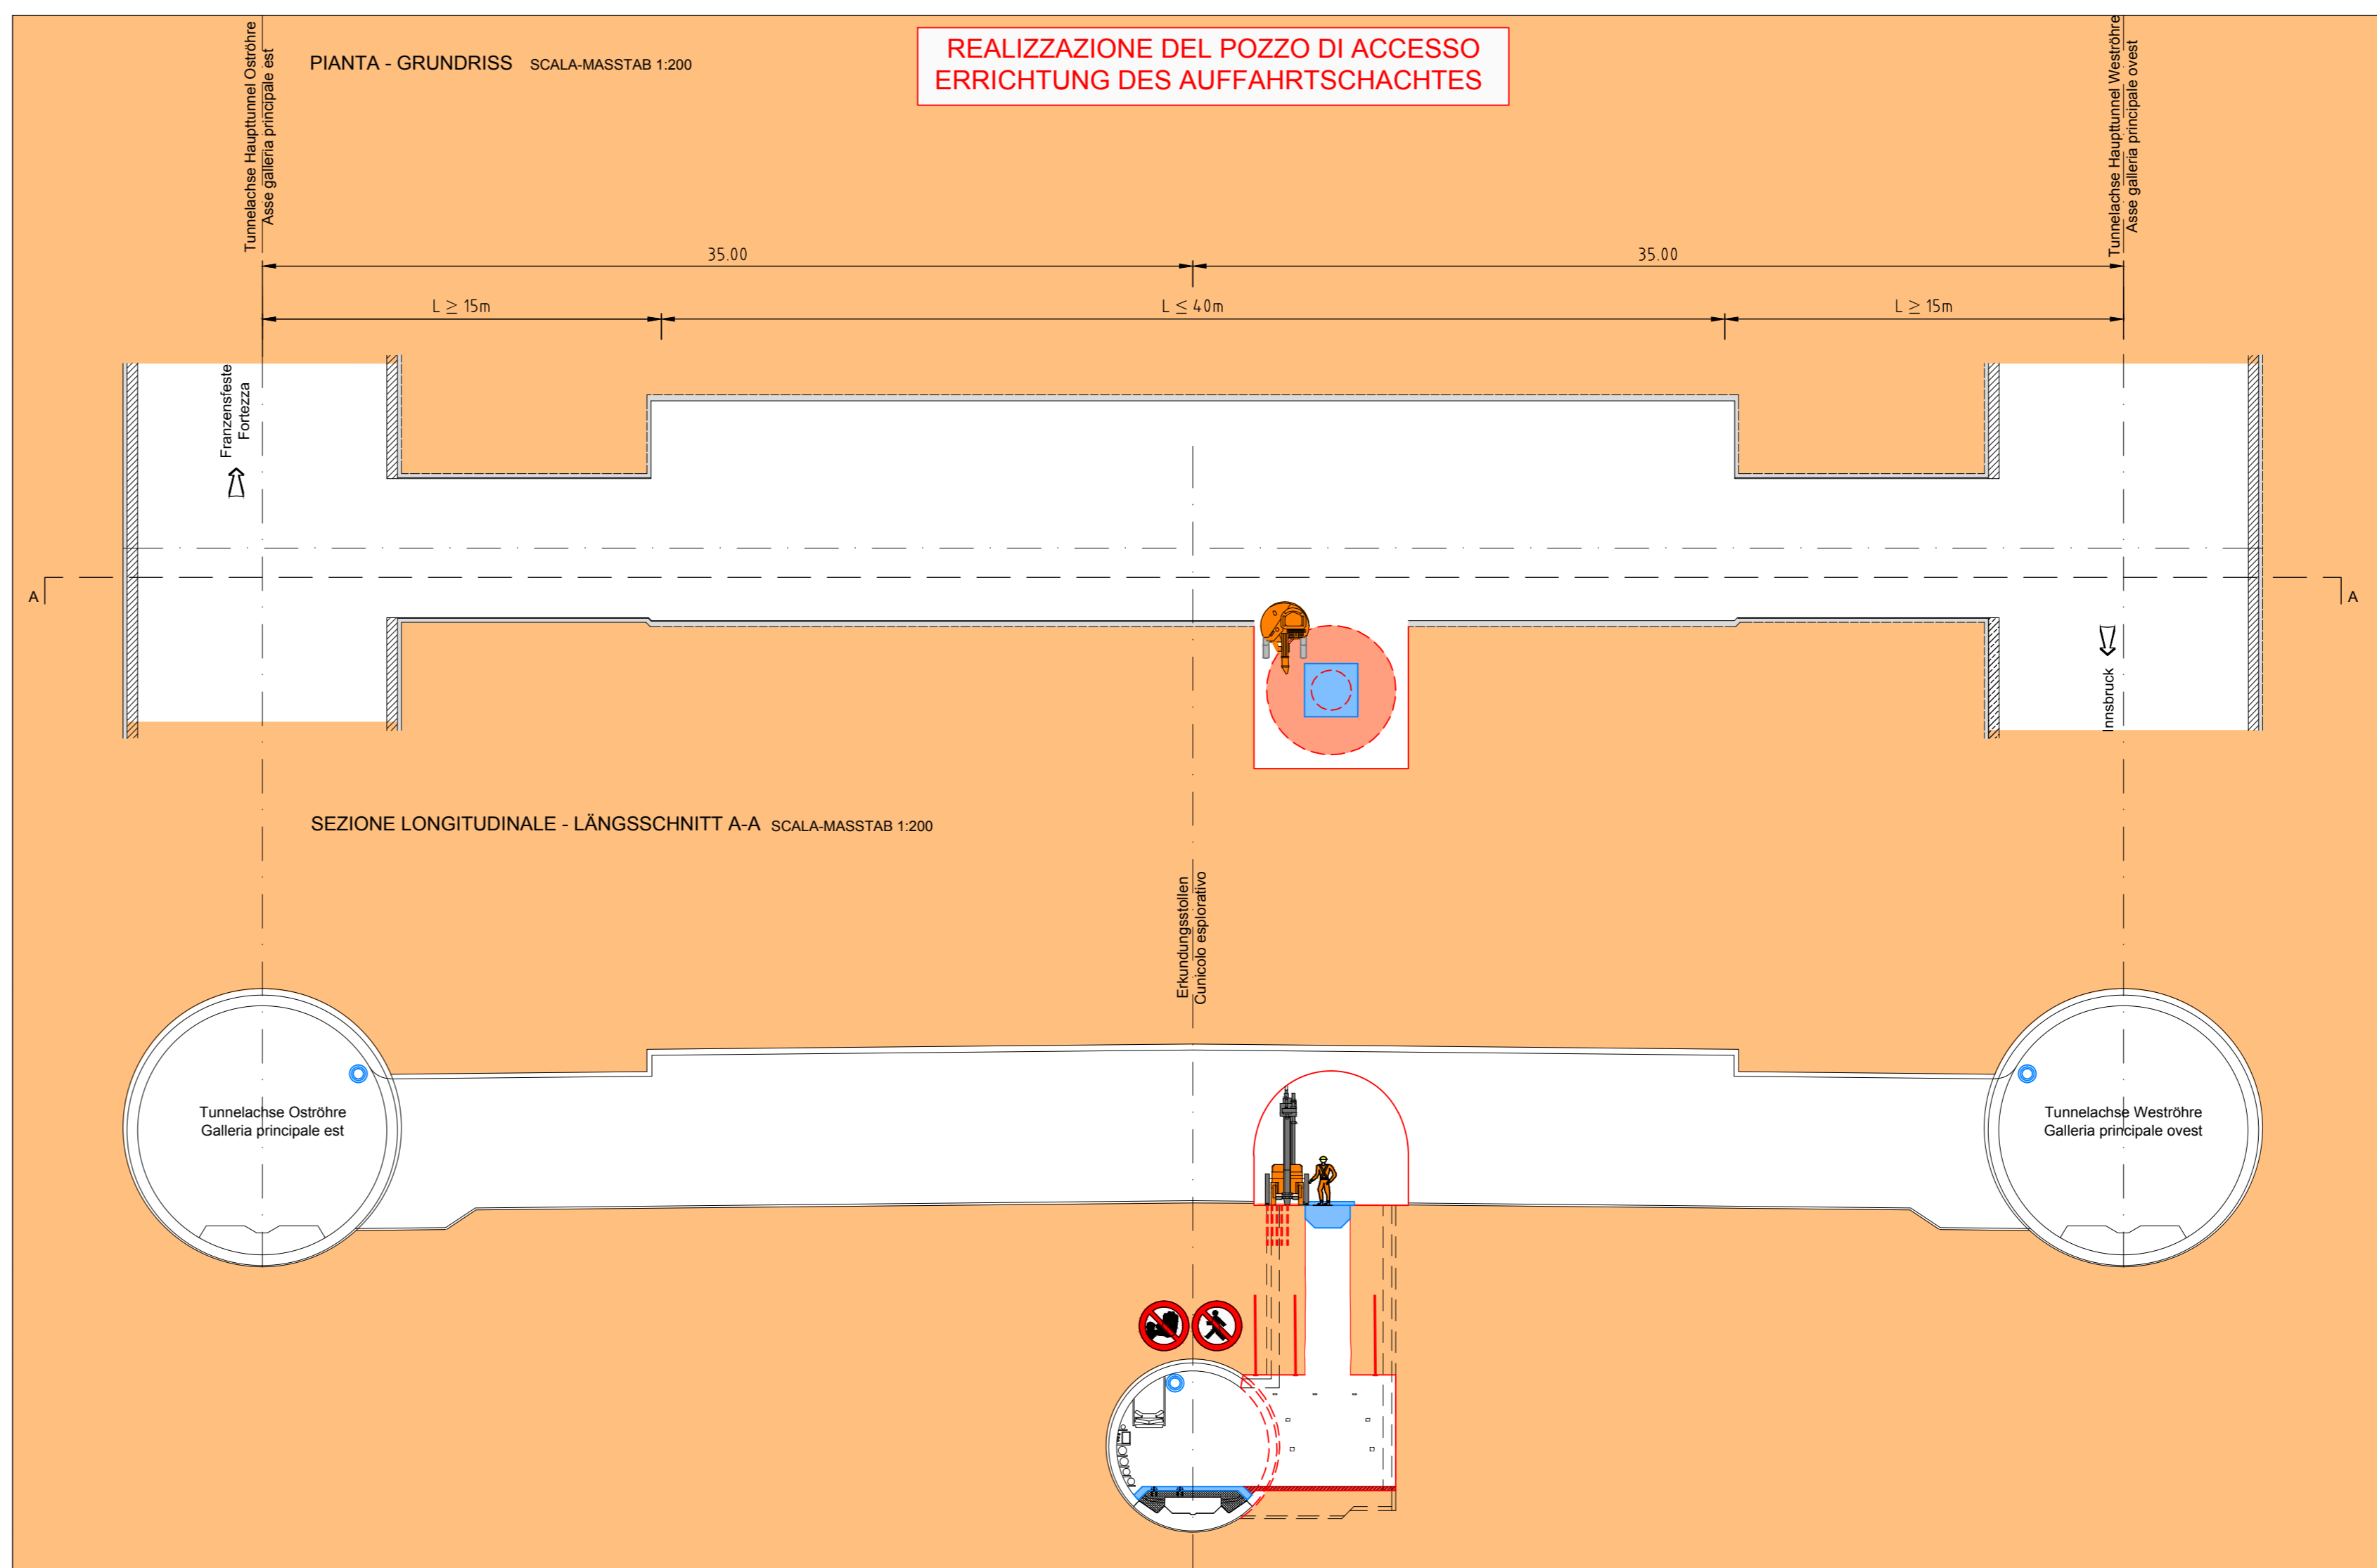 REALIZZAZIONE DEL POZZO DI ACCESSO
ERRICHTUNG DES AUFFAHRTSCHACHTES
PIANTA - GRUNDRISS SCALA-MASSTAB 1:200
Tunnelachse Haupttunnel Oströhre
Asse galleria principale est
Tunnelachse Haupttunnel Weströhre
Asse galleria principale ovest
35.00
35.00
L ≥ 15m
L ≤ 40m
L ≥ 15m
Franzensfeste
Fortezza
A
A
Innsbruck
SEZIONE LONGITUDINALE - LÄNGSSCHNITT A-A SCALA-MASSTAB 1:200
Erkundungsstollen
Cunicolo esplorativo
Tunnelachse Oströhre
Galleria principale est
Tunnelachse Weströhre
Galleria principale ovest